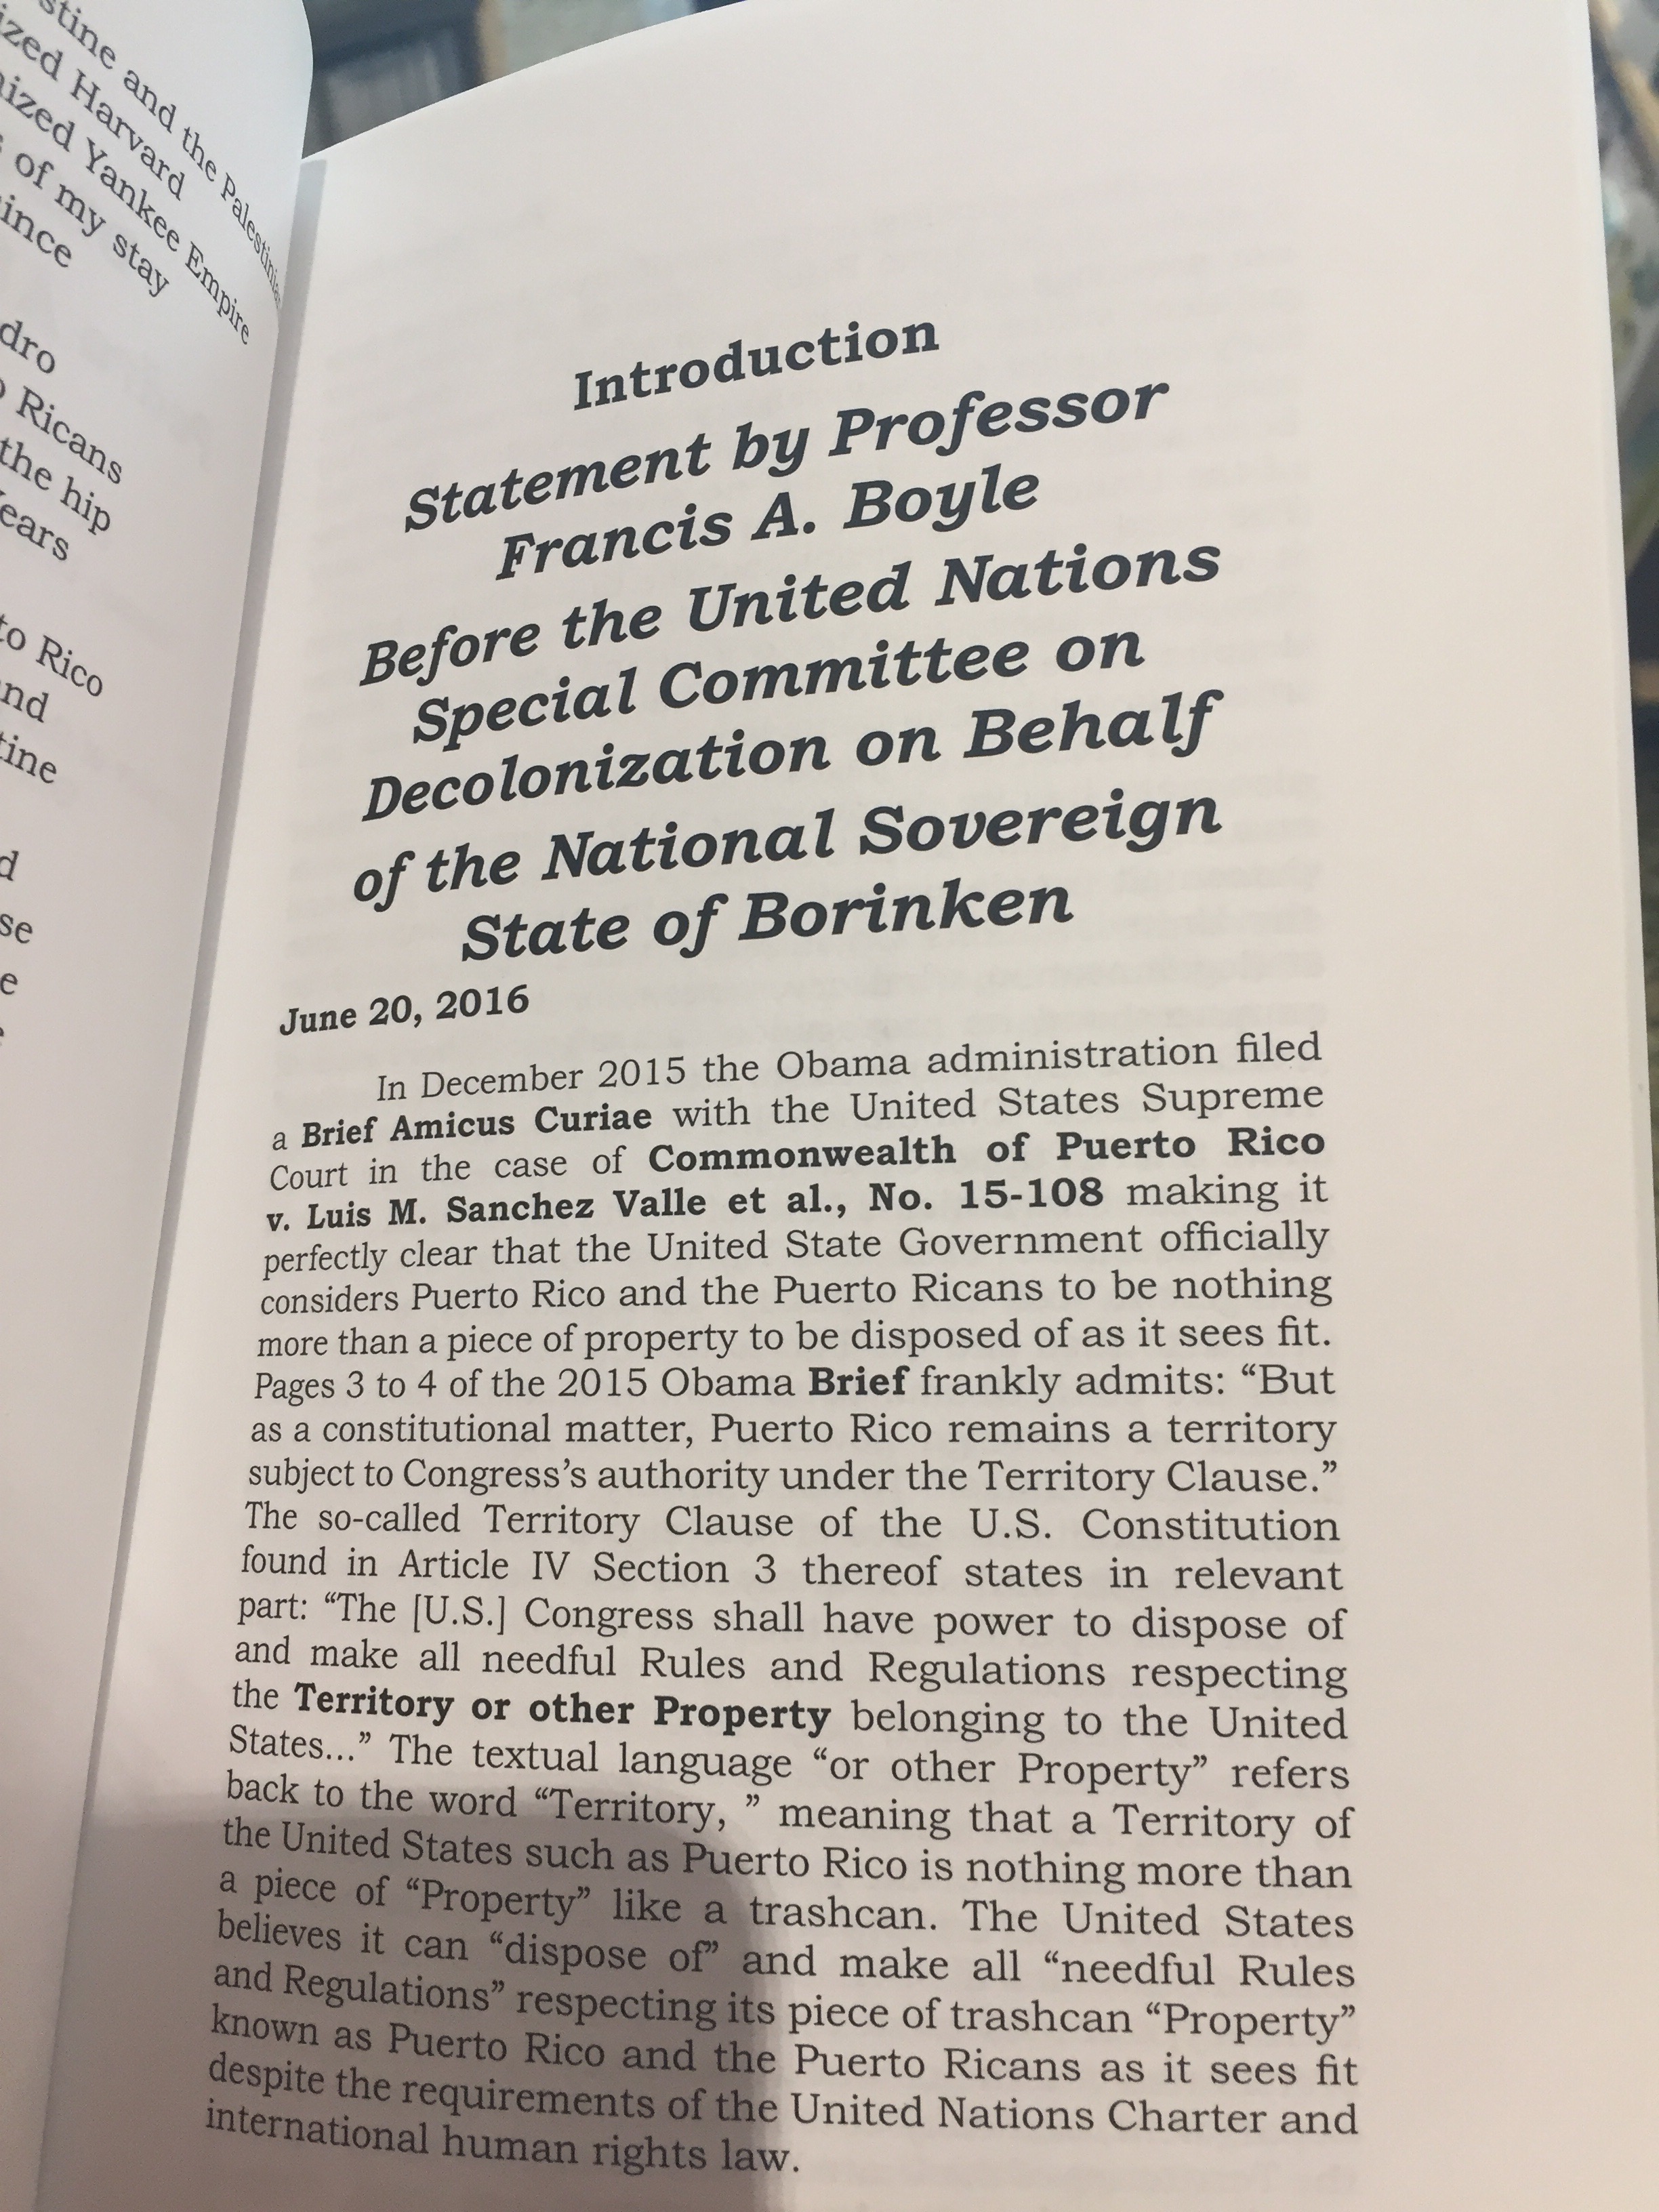 stine and the
ized Harvard
nized Yankee Empire
of my stay
ince
dro
Ricans
the hip
ears
to Rico
nd
tine
d
se
e
Introduction
Statement by Professor
Francis A. Boyle
Before the United Nations
Special Committee on
Decolonization on Behalf
of the National Sovereign
State of Borinken
June 20, 2016
In December 2015 the Obama administration filed
a Brief Amicus Curiae with the United States Supreme
Court in the case of Commonwealth of Puerto Rico
v. Luis M. Sanchez Valle et al., No. 15-108 making it
perfectly clear that the United State Government officially
considers Puerto Rico and the Puerto Ricans to be nothing
more than a piece of property to be disposed of as it sees fit.
Pages 3 to 4 of the 2015 Obama Brief frankly admits: “But
as a constitutional matter, Puerto Rico remains a territory
subject to Congress’s authority under the Territory Clause.”
The so-called Territory Clause of the U.S. Constitution
found in Article IV Section 3 thereof states in relevant
part: “The [U.S.] Congress shall have power to dispose of
and make all needful Rules and Regulations respecting
the Territory or other Property belonging to the United
States...” The textual language “or other Property” refers
back to the word “Territory, ” meaning that a Territory of
the United States such as Puerto Rico is nothing more than
a piece of “Property” like a trashcan. The United States
believes it can “dispose of” and make all “needful Rules
and Regulations” respecting its piece of trashcan “Property”
known as Puerto Rico and the Puerto Ricans as it sees fit
despite the requirements of the United Nations Charter and
international human rights law.